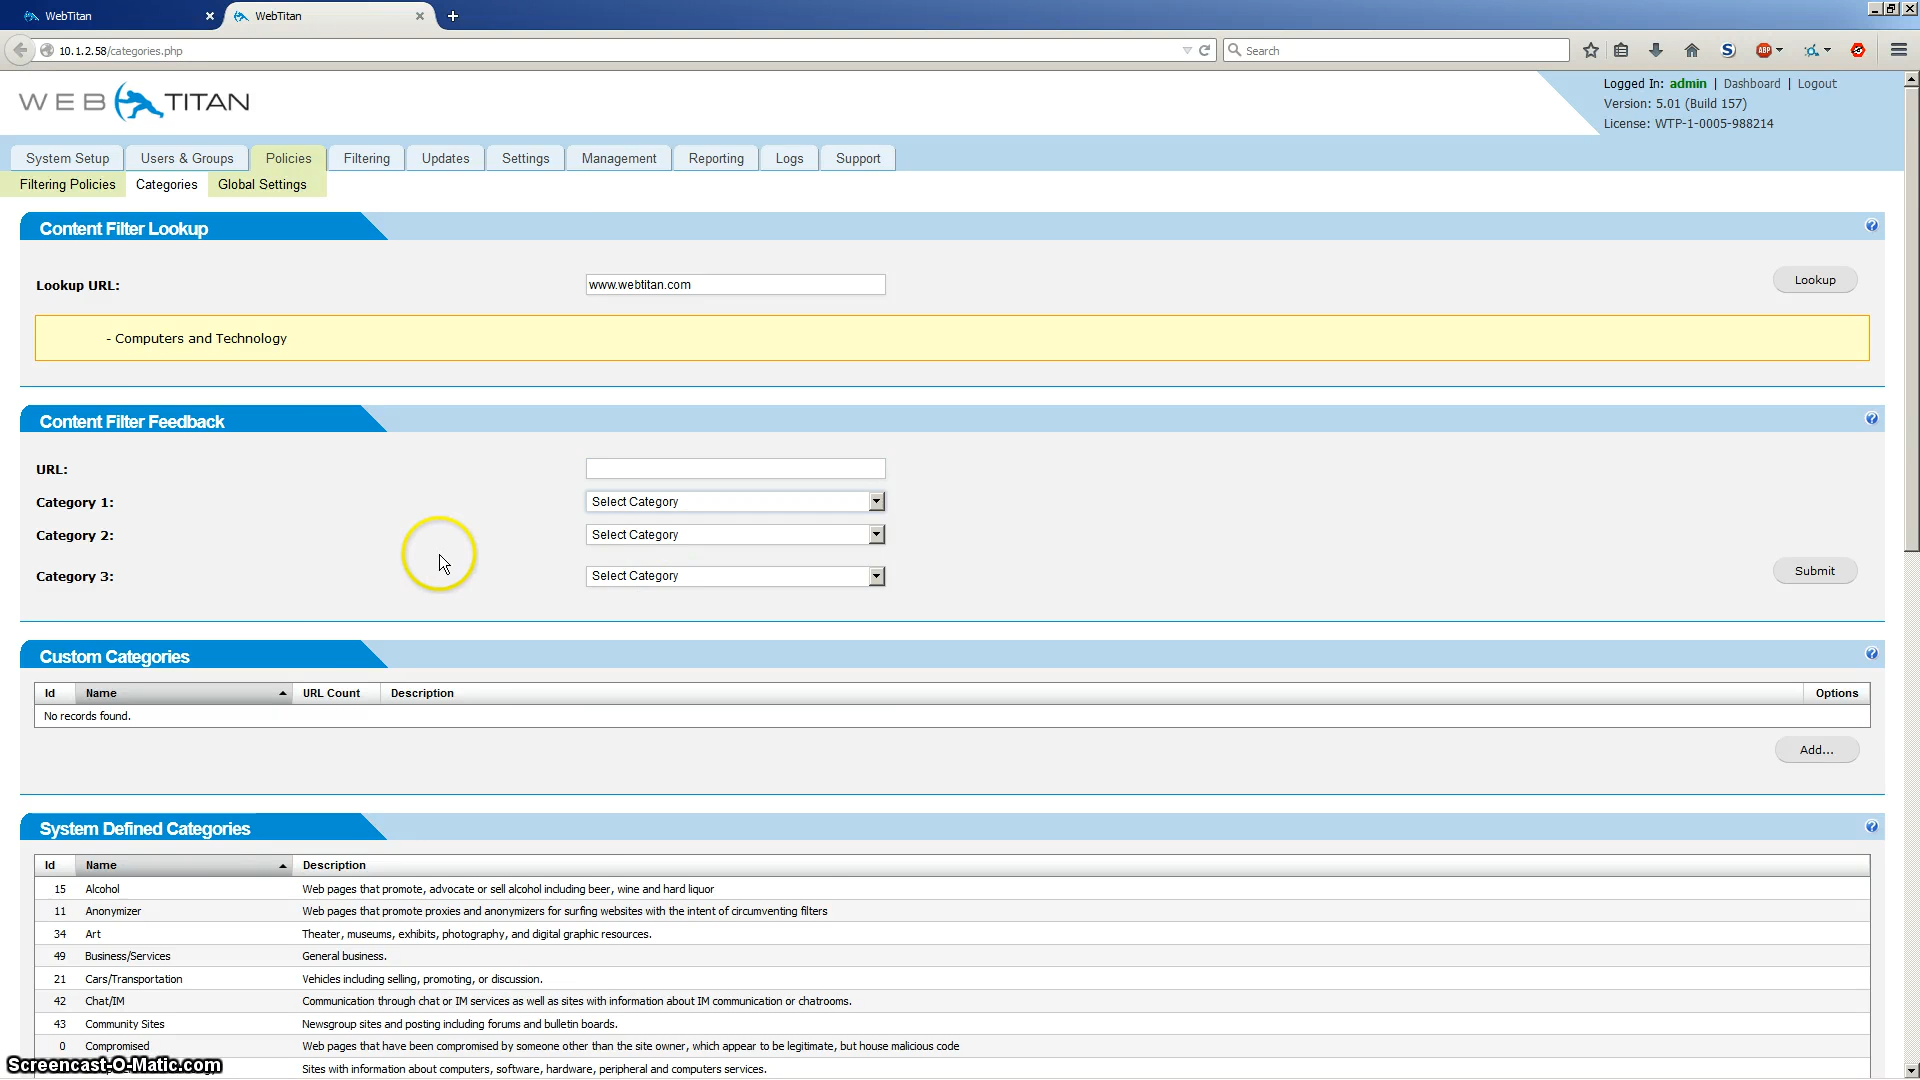 WebTitan
WebTitan
10.1.2.58/categories.php
Search
ABP
WEB TITAN
Logged In: admin | Dashboard | Logout
Version: 5.01 (Build 157)
License: WTP-1-0005-988214
System Setup Users & Groups Policies Filtering Updates Settings Management Reporting Logs Support
Filtering Policies Categories Global Settings
Content Filter Lookup
Lookup URL: www.webtitan.com Lookup
- Computers and Technology
Content Filter Feedback
URL:
Category 1: Select Category
Category 2: Select Category
Category 3: Select Category Submit
Custom Categories
Id Name URL Count Description Options
No records found.
Add...
System Defined Categories
Id Name Description
15 Alcohol Web pages that promote, advocate or sell alcohol including beer, wine and hard liquor
11 Anonymizer Web pages that promote proxies and anonymizers for surfing websites with the intent of circumventing filters
34 Art Theater, museums, exhibits, photography, and digital graphic resources.
49 Business/Services General business.
21 Cars/Transportation Vehicles including selling, promoting, or discussion.
42 Chat/IM Communication through chat or IM services as well as sites with information about IM communication or chatrooms.
43 Community Sites Newsgroup sites and posting including forums and bulletin boards.
0 Compromised Web pages that have been compromised by someone other than the site owner, which appear to be legitimate, but house malicious code
Sites with information about computers, software, hardware, peripheral and computers services.
Screencast-O-Matic.com